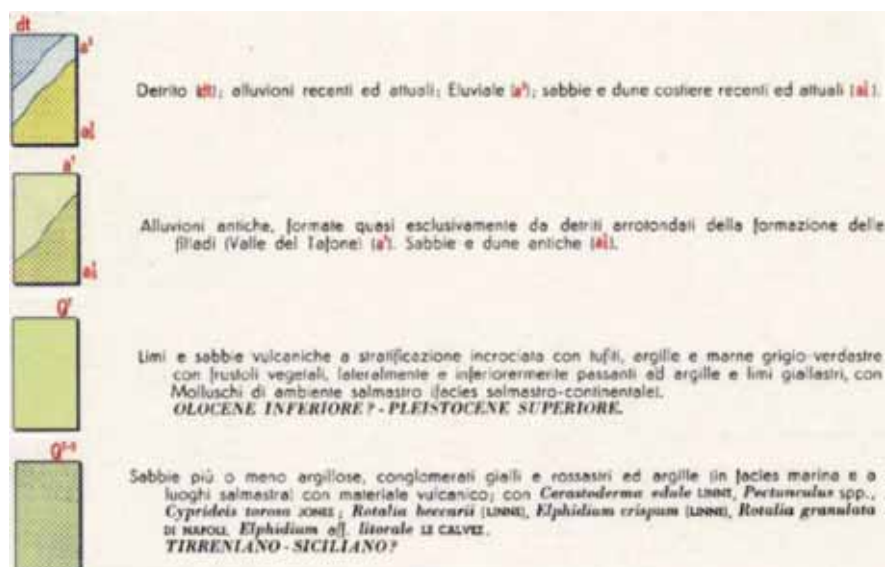 dt
a²
Detrito (dt); alluvioni recenti ed attuali; Eluviale (a²); sabbie e dune costiere recenti ed attuali
a¹
Alluvioni antiche, formate quasi esclusivamente da detriti arrotondati della formazione delle
filladi (Valle del Tafone) (a¹). Sabbie e dune antiche
Limi e sabbie vulcaniche a stratificazione incrociata con tufiti, argille e marne grigio-verdastre
con frustoli vegetali, lateralmente e inferiormente passanti ad argille e limi giallastri, con
Molluschi di ambiente salmastro (facies salmastro-continentale).
OLOCENE INFERIORE? - PLEISTOCENE SUPERIORE.
Sabbie più o meno argillose, conglomerati gialli e rossastri ed argille (in facies marina e a
luoghi salmastra) con materiale vulcanico; con Cerastoderma edule LINNE, Pectunculus spp.,
Cyprideis torosa JONES; Rotalia beccarii (LINNE), Elphidium crispum (LINNE), Rotalia granulata
DI NAPOLI, Elphidium aff. litorale LE CALVEZ.
TIRRENIANO - SICILIANO?